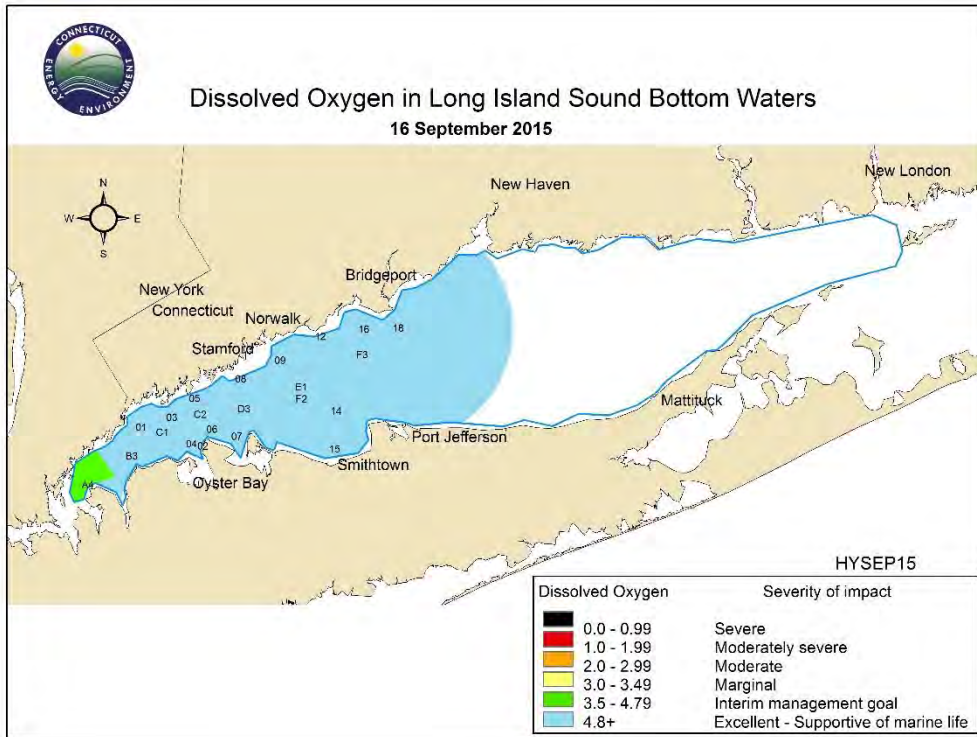 CONNECTICUT
ENERGY ENVIRONMENT
Dissolved Oxygen in Long Island Sound Bottom Waters
16 September 2015
New London
New Haven
N
W E
S
Bridgeport
New York
Connecticut
Norwalk
12 16 18
Stamford
09 F3
08
05 E1
F2
03 C2 D3 14
01 C1 06
07
04 02 15
B3
A4
Mattituck
Port Jefferson
Smithtown
Oyster Bay
HYSEP15
Dissolved Oxygen Severity of impact
0.0 - 0.99 Severe
1.0 - 1.99 Moderately severe
2.0 - 2.99 Moderate
3.0 - 3.49 Marginal
3.5 - 4.79 Interim management goal
4.8+ Excellent - Supportive of marine life